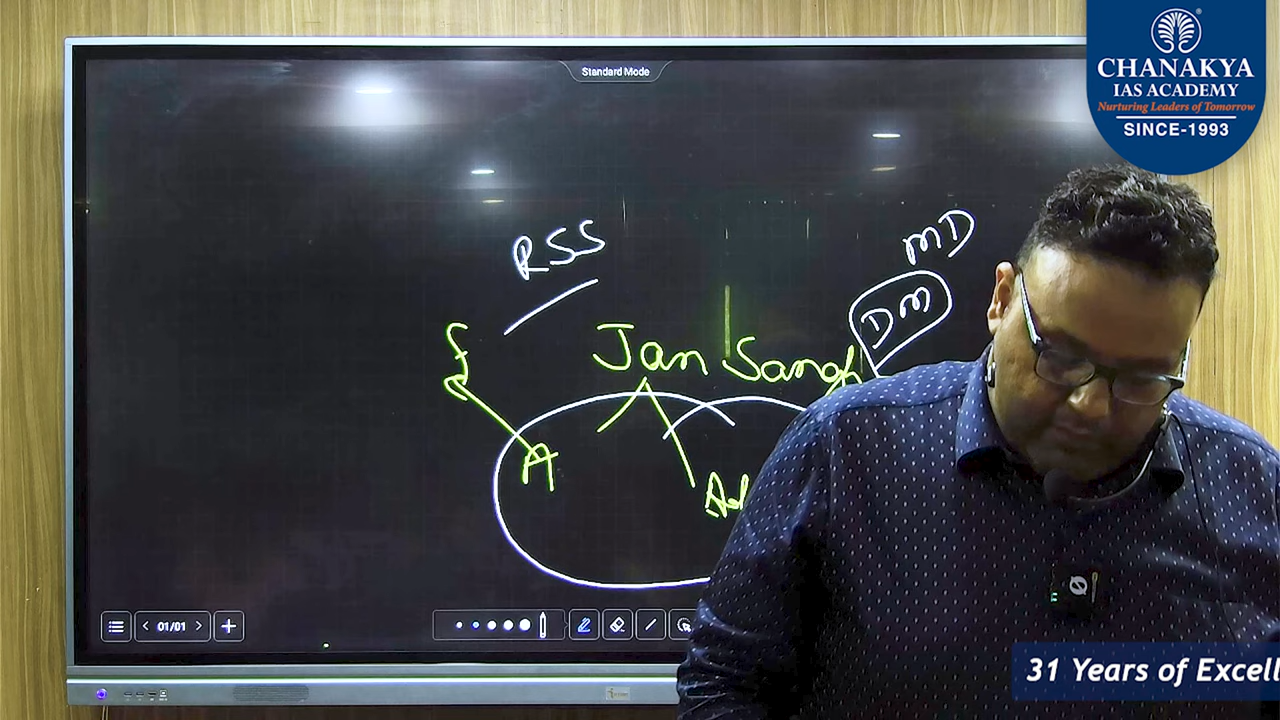 CHANAKYA
IAS ACADEMY
Nurturing Leaders of Tomorrow
SINCE-1993
Standard Mode
MD
RSS
DM
Jan Sangh
A
01/01
31 Years of Excell